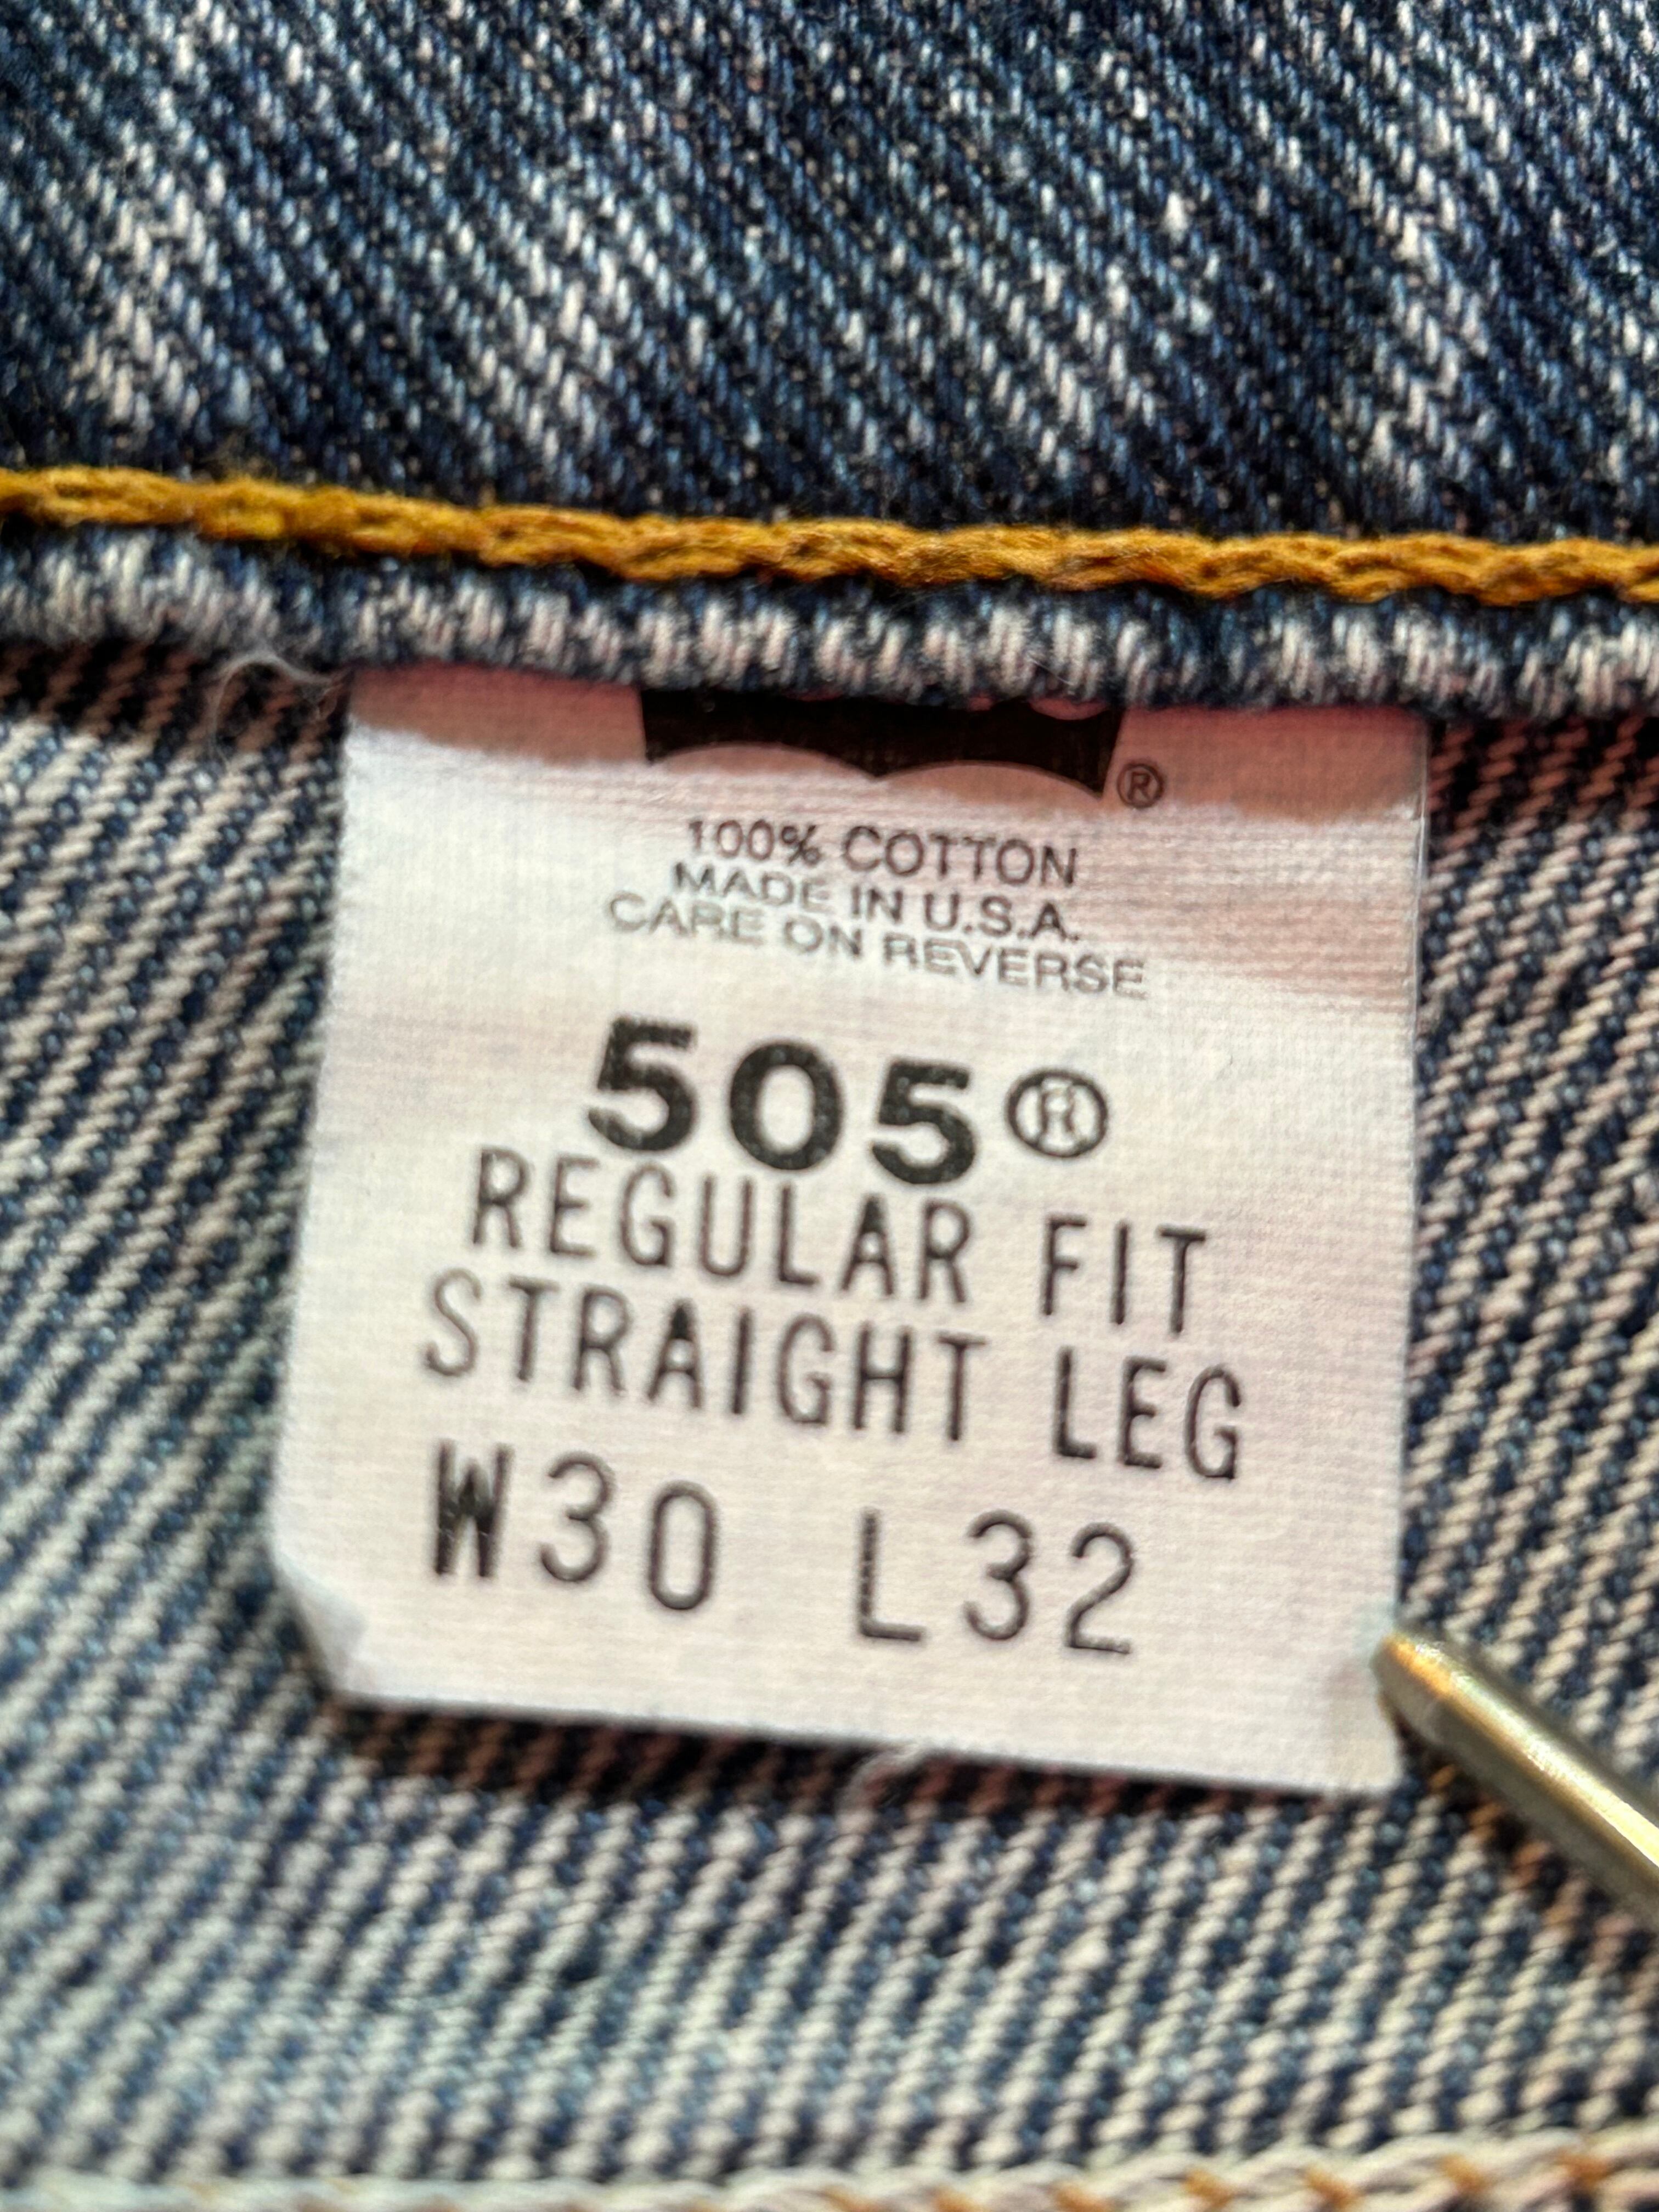 ®
100% COTTON
MADE IN U.S.A.
CARE ON REVERSE
505®
REGULAR FIT
STRAIGHT LEG
W30 L32